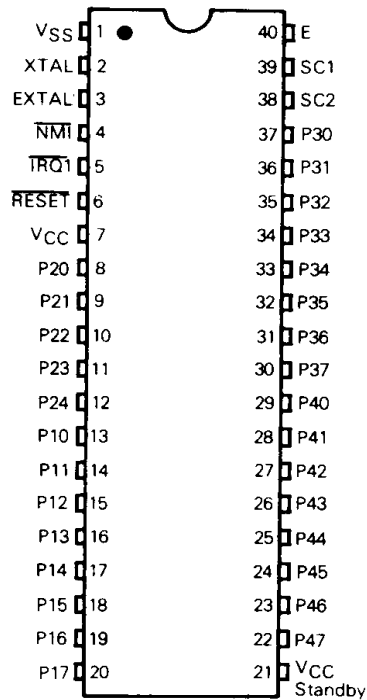 VSS 1 40 E
XTAL 2 39 SC1
EXTAL 3 38 SC2
NMI 4 37 P30
IRQ1 5 36 P31
RESET 6 35 P32
VCC 7 34 P33
P20 8 33 P34
P21 9 32 P35
P22 10 31 P36
P23 11 30 P37
P24 12 29 P40
P10 13 28 P41
P11 14 27 P42
P12 15 26 P43
P13 16 25 P44
P14 17 24 P45
P15 18 23 P46
P16 19 22 P47
P17 20 21 VCC
Standby